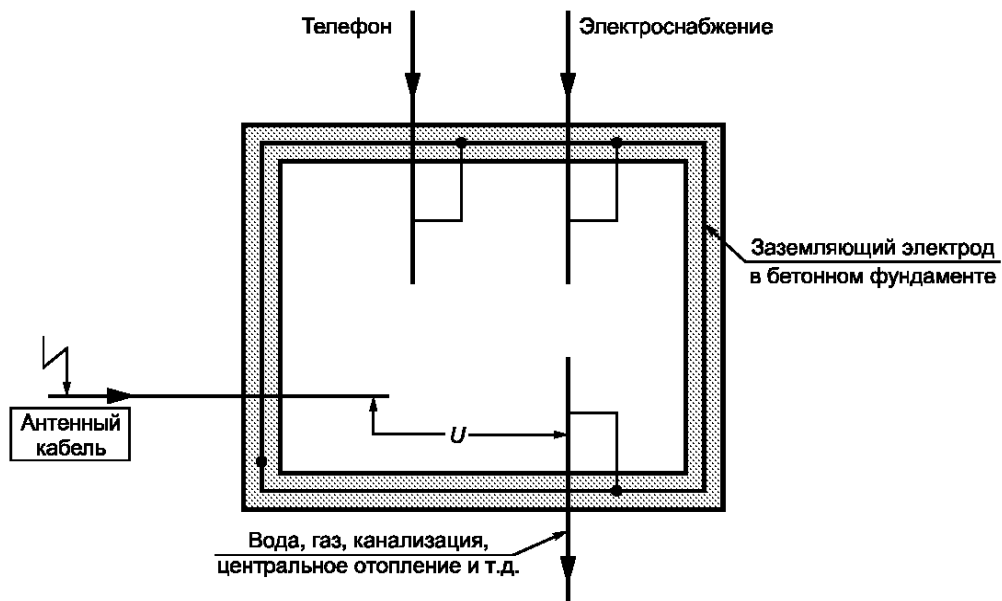 Телефон
Электроснабжение
Заземляющий электрод
в бетонном фундаменте
Антенный
кабель
U
Вода, газ, канализация,
центральное отопление и т.д.